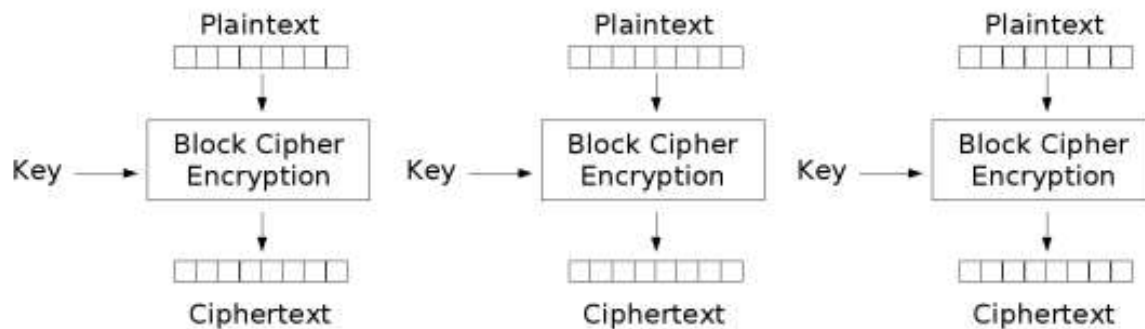 Plaintext Plaintext Plaintext
Key Block Cipher Encryption Key Block Cipher Encryption Key Block Cipher Encryption
Ciphertext Ciphertext Ciphertext